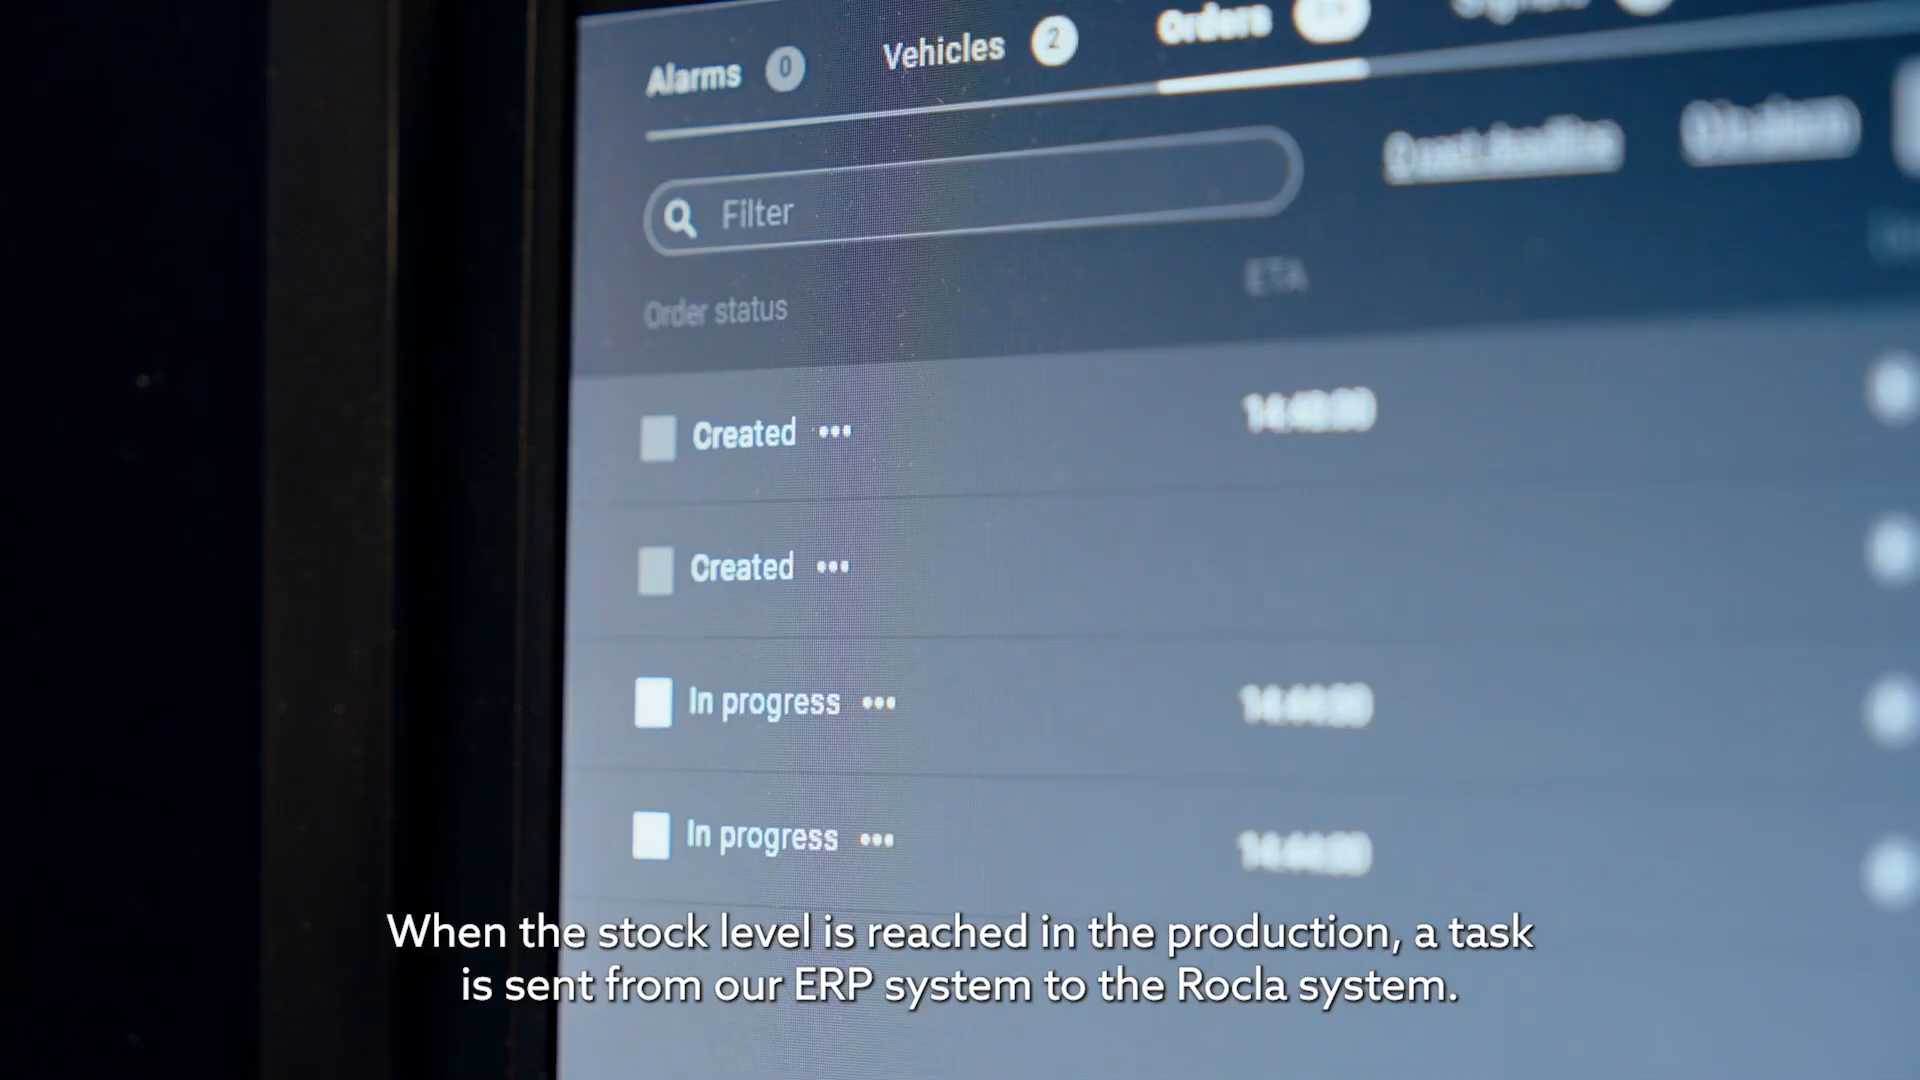 Alarms 0 Vehicles 2 Orders
Filter
Order status ETA
Created •••
Created •••
In progress •••
In progress •••
When the stock level is reached in the production, a task
is sent from our ERP system to the Rocla system.